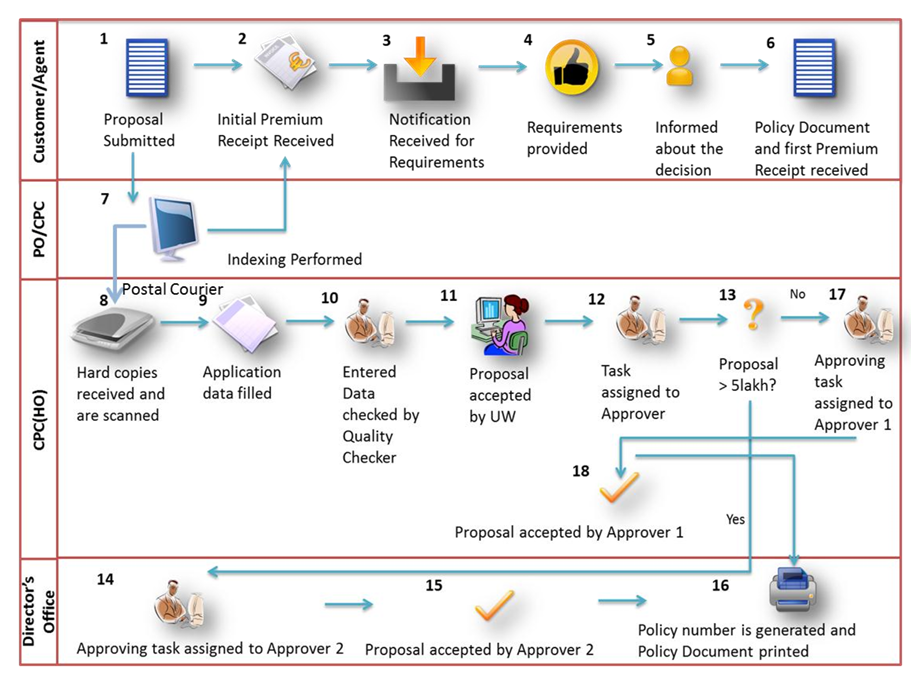 Customer/Agent
1
2
3
4
5
6
Proposal
Submitted
Initial Premium
Receipt Received
Notification
Received for
Requirements
Requirements
provided
Informed
about the
decision
Policy Document
and first Premium
Receipt received
PO/CPC
7
Indexing Performed
CPC(HO)
Postal Courier
8
9
10
11
12
13
No
17
Hard copies
received and
are scanned
Application
data filled
Entered
Data
checked by
Quality
Checker
Proposal
accepted
by UW
Task
assigned to
Approver
Proposal
> 5lakh?
Approving
task
assigned to
Approver 1
18
Proposal accepted by Approver 1
Yes
Director's
Office
14
15
16
Approving task assigned to Approver 2
Proposal accepted by Approver 2
Policy number is generated and
Policy Document printed